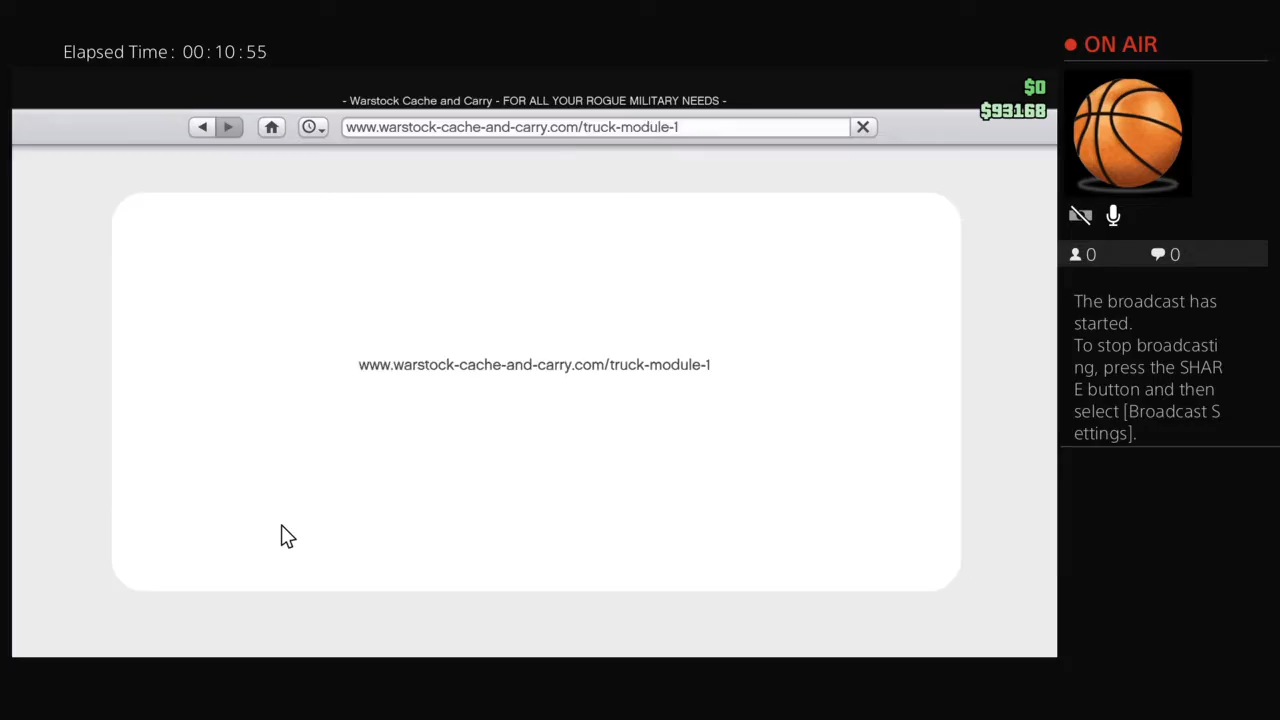 Elapsed Time: 00:10:55
ON AIR
- Warstock Cache and Carry - FOR ALL YOUR ROGUE MILITARY NEEDS -
$0
$93168
www.warstock-cache-and-carry.com/truck-module-1
0
0
www.warstock-cache-and-carry.com/truck-module-1
The broadcast has
started.
To stop broadcasti
ng, press the SHAR
E button and then
select [Broadcast S
ettings].